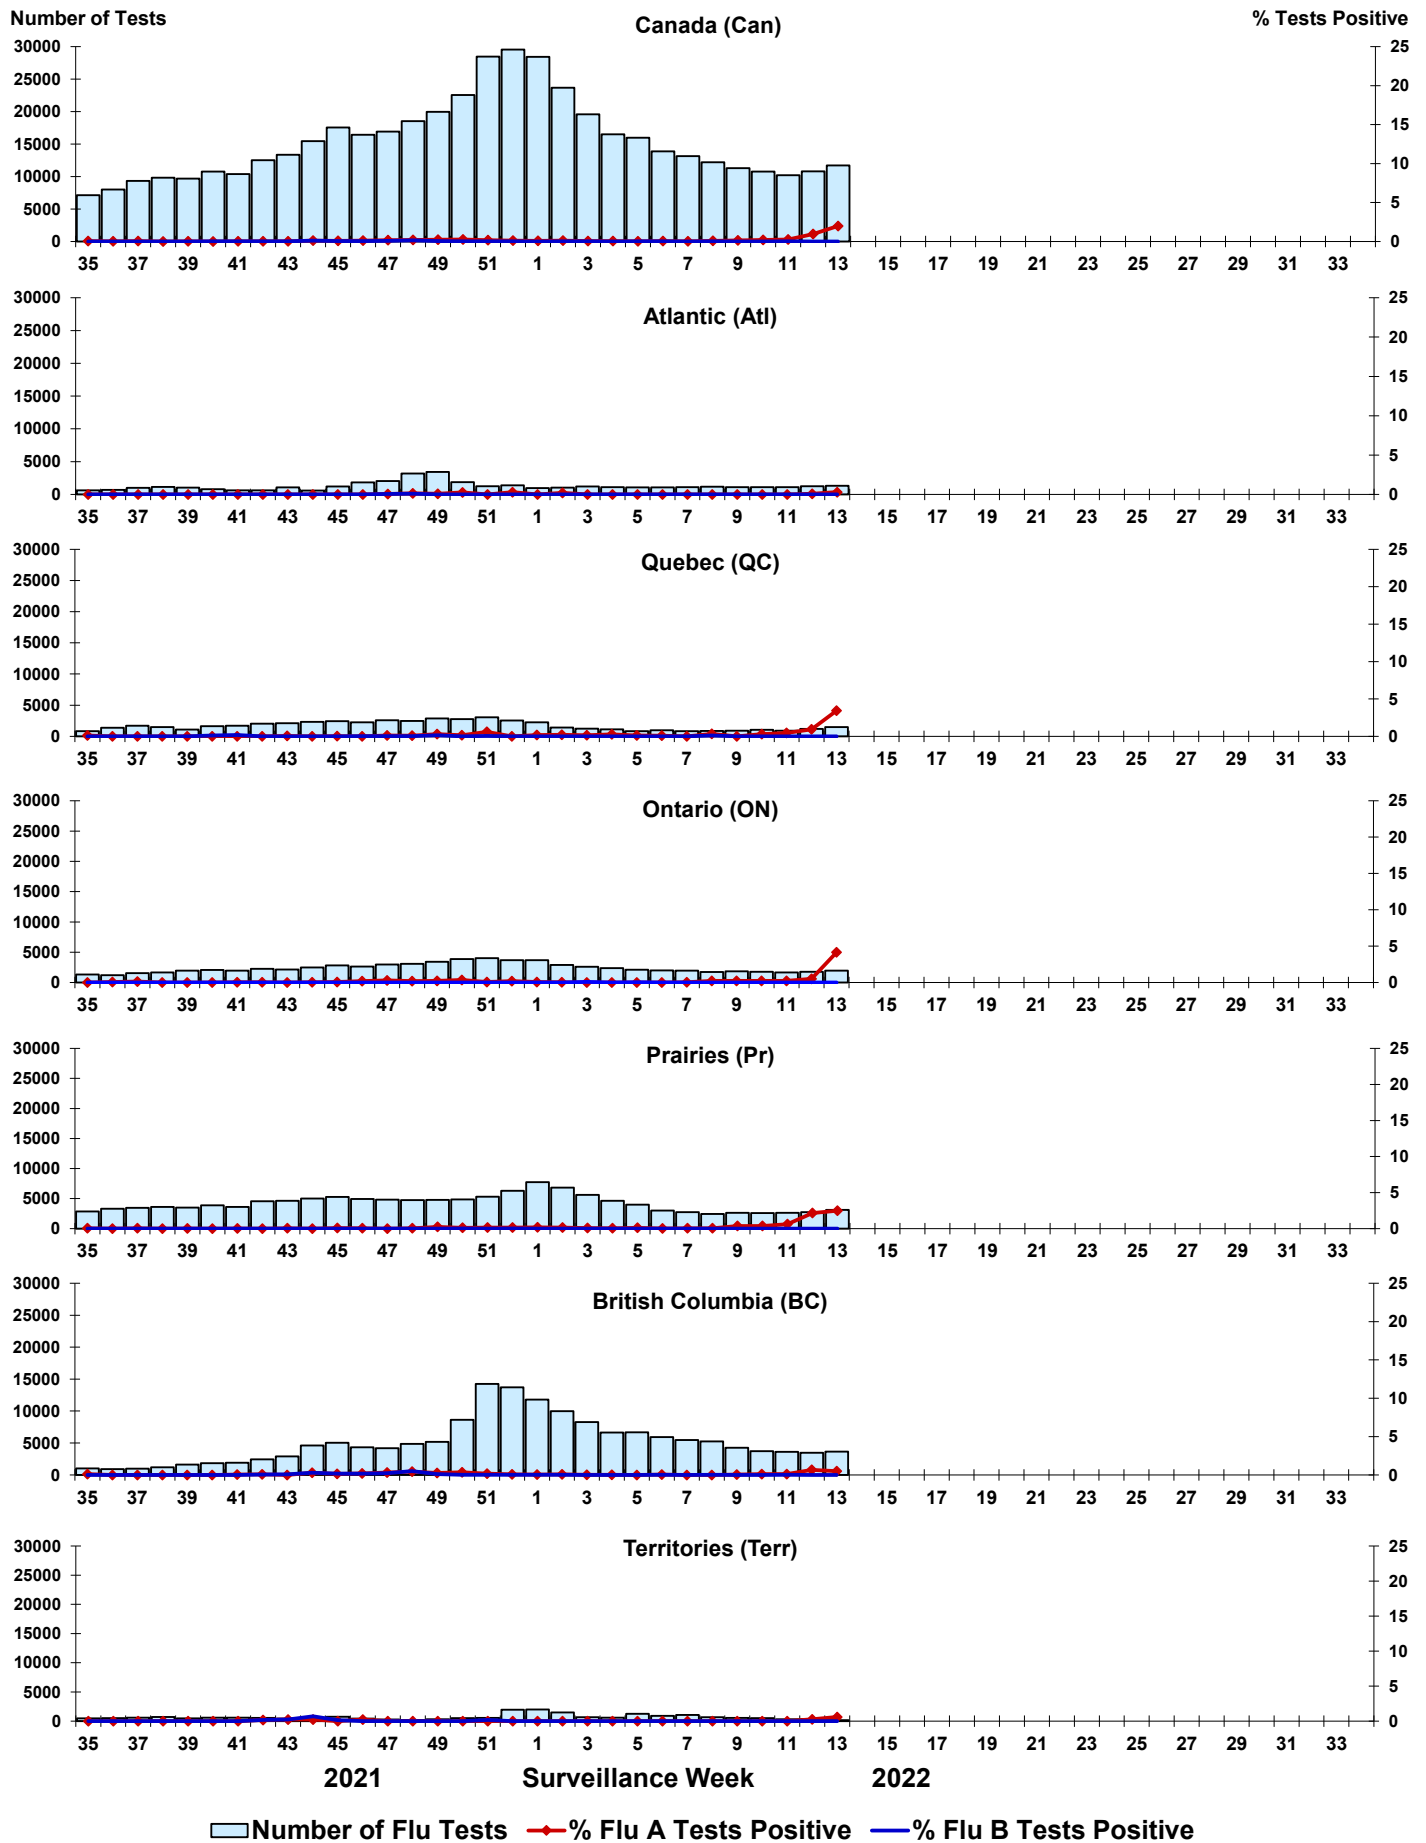 Number of Tests
Canada (Can)
% Tests Positive
30000 25000 20000 15000 10000 5000 0
25 20 15 10 5 0
35 37 39 41 43 45 47 49 51 1 3 5 7 9 11 13 15 17 19 21 23 25 27 29 31 33
Atlantic (Atl)
30000 25000 20000 15000 10000 5000 0
25 20 15 10 5 0
35 37 39 41 43 45 47 49 51 1 3 5 7 9 11 13 15 17 19 21 23 25 27 29 31 33
Quebec (QC)
30000 25000 20000 15000 10000 5000 0
25 20 15 10 5 0
35 37 39 41 43 45 47 49 51 1 3 5 7 9 11 13 15 17 19 21 23 25 27 29 31 33
Ontario (ON)
30000 25000 20000 15000 10000 5000 0
25 20 15 10 5 0
35 37 39 41 43 45 47 49 51 1 3 5 7 9 11 13 15 17 19 21 23 25 27 29 31 33
Prairies (Pr)
30000 25000 20000 15000 10000 5000 0
25 20 15 10 5 0
35 37 39 41 43 45 47 49 51 1 3 5 7 9 11 13 15 17 19 21 23 25 27 29 31 33
British Columbia (BC)
30000 25000 20000 15000 10000 5000 0
25 20 15 10 5 0
35 37 39 41 43 45 47 49 51 1 3 5 7 9 11 13 15 17 19 21 23 25 27 29 31 33
Territories (Terr)
30000 25000 20000 15000 10000 5000 0
25 20 15 10 5 0
35 37 39 41 43 45 47 49 51 1 3 5 7 9 11 13 15 17 19 21 23 25 27 29 31 33
2021 Surveillance Week 2022
Number of Flu Tests % Flu A Tests Positive % Flu B Tests Positive